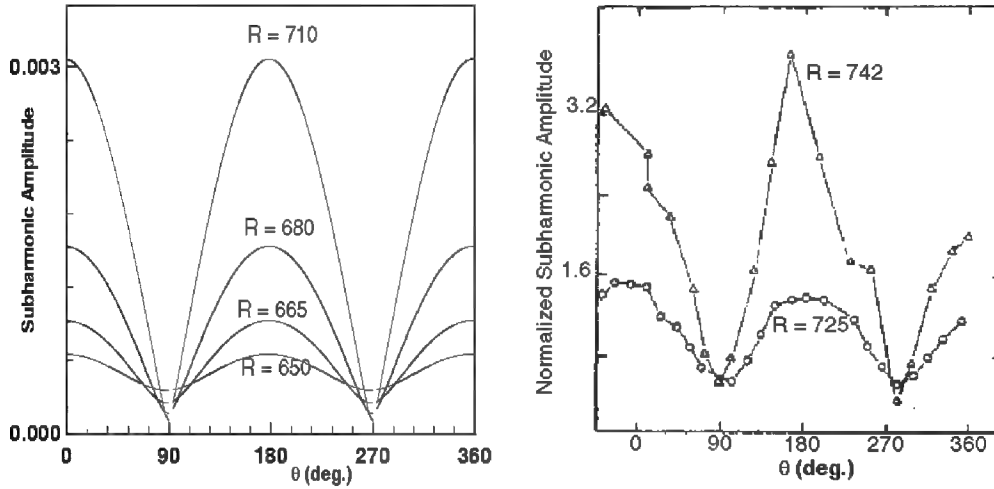 R = 710
0.003
R = 680
R = 665
R = 650
0.000
0
90
180
270
360
θ (deg.)
Subharmonic Amplitude
R = 742
3.2
1.6
R = 725
0
90
180
270
360
θ (deg.)
Normalized Subharmonic Amplitude